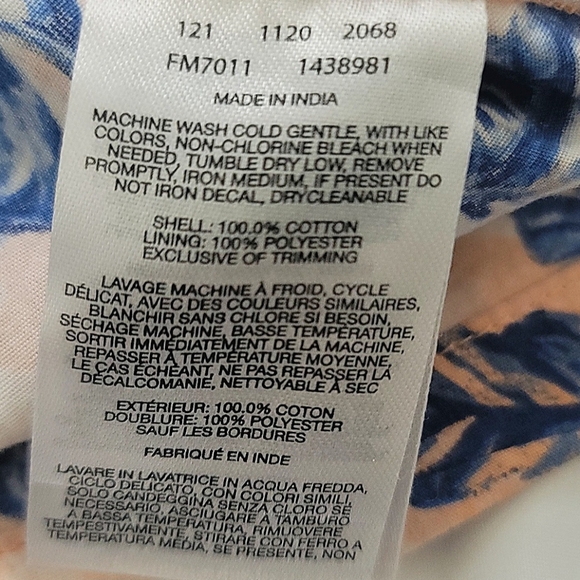 121 1120 2068
FM7011 1438981
MADE IN INDIA
MACHINE WASH COLD GENTLE, WITH LIKE
COLORS, NON-CHLORINE BLEACH WHEN
NEEDED, TUMBLE DRY LOW, REMOVE
PROMPTLY, IRON MEDIUM, IF PRESENT DO
NOT IRON DECAL, DRYCLEANABLE
SHELL: 100.0% COTTON
LINING: 100% POLYESTER
EXCLUSIVE OF TRIMMING
LAVAGE MACHINE À FROID, CYCLE
DÉLICAT, AVEC DES COULEURS SIMILAIRES,
BLANCHIR SANS CHLORE SI BESOIN,
SÉCHAGE MACHINE, BASSE TEMPÉRATURE,
SORTIR IMMÉDIATEMENT DE LA MACHINE,
REPASSER À TEMPÉRATURE MOYENNE,
LE CAS ÉCHÉANT, NE PAS REPASSER LA
DÉCALCOMANIE, NETTOYABLE À SEC
EXTÉRIEUR: 100.0% COTON
DOUBLURE: 100% POLYESTER
SAUF LES BORDURES
FABRIQUÉ EN INDE
LAVARE IN LAVATRICE IN ACQUA FREDDA,
CICLO DELICATO, CON COLORI SIMILI,
SOLO CANDEGGINA SENZA CLORO SE
NECESSARIO, ASCIUGARE A TAMBURO
A BASSA TEMPERATURA, RIMUOVERE
TEMPESTIVAMENTE, STIRARE CON FERRO A
TEMPERATURA MEDIA, SE PRESENTE, NON